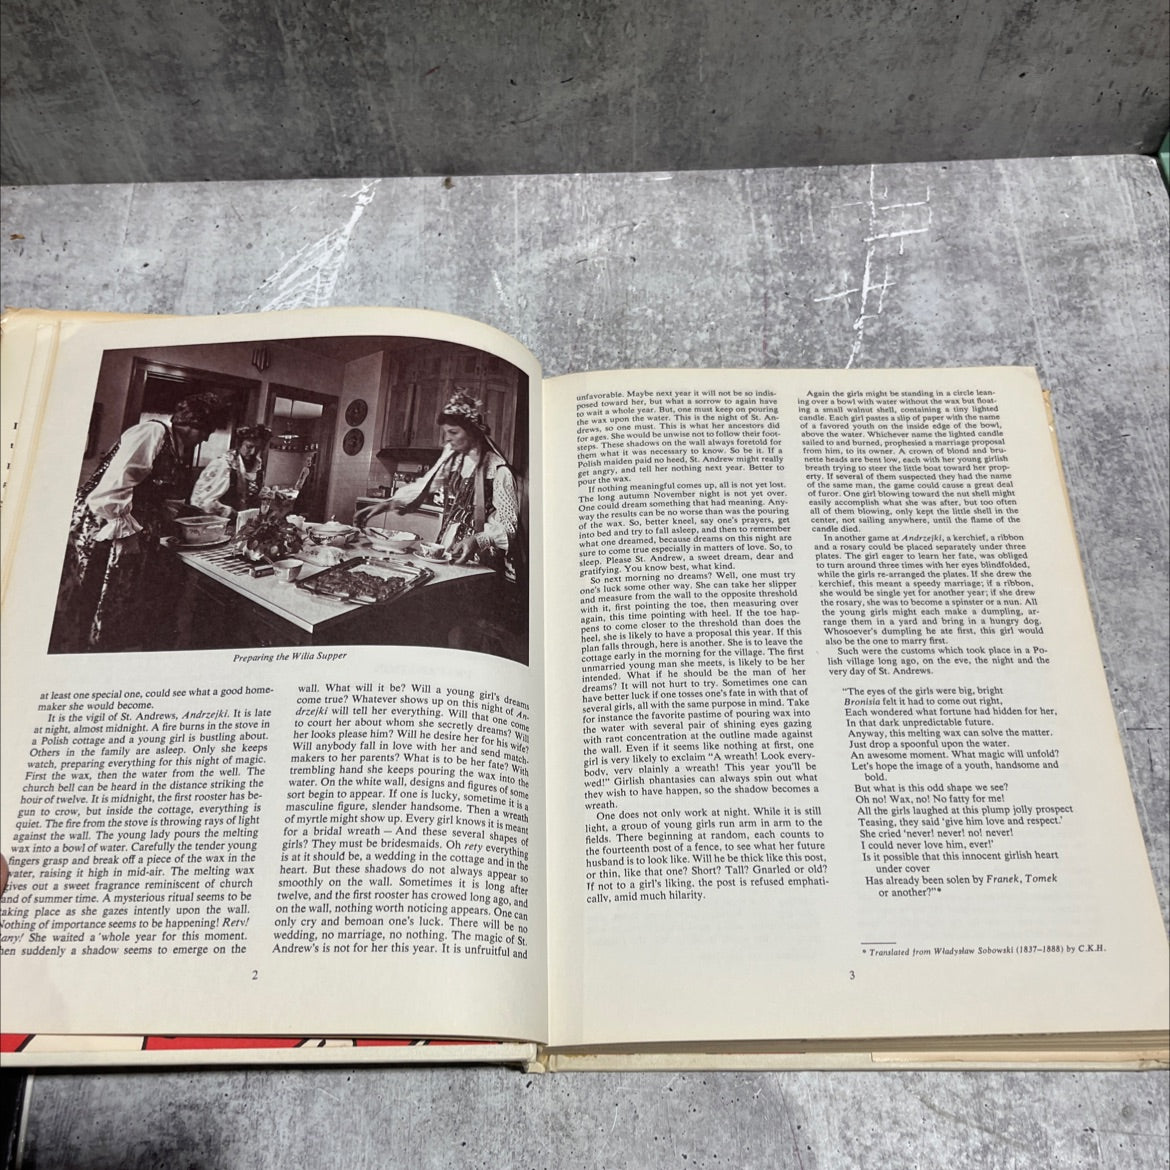 Preparing the Wilia Supper
at least one special one, could see what a good home-
maker she would become.
It is the vigil of St. Andrews, Andrzejki. It is late
at night, almost midnight. A fire burns in the stove in
a Polish cottage and a young girl is bustling about.
Others in the family are asleep. Only she keeps
watch, preparing everything for this night of magic.
First the wax, then the water from the well. The
church bell can be heard in the distance striking the
hour of twelve. It is midnight, the first rooster has be-
gun to crow, but inside the cottage, everything is
quiet. The fire from the stove is throwing rays of light
against the wall. The young lady pours the melting
wax into a bowl of water. Carefully the tender young
fingers grasp and break off a piece of the wax in the
water, raising it high in mid-air. The melting wax
gives out a sweet fragrance reminiscent of church
and of summer time. A mysterious ritual seems to be
taking place as she gazes intently upon the wall.
Nothing of importance seems to be happening! Rety!
any! She waited a whole year for this moment.
hen suddenly a shadow seems to emerge on the
wall. What will it be? Will a young girl's dreams
come true? Whatever shows up on this night of An-
drzejki will tell her everything. Will that one come
to court her about whom she secretly dreams? Will
her looks please him? Will he desire her for his wife?
Will anybody fall in love with her and send match-
makers to her parents? What is to be her fate? With
trembling hand she keeps pouring the wax into the
water. On the white wall, designs and figures of some
sort begin to appear. If one is lucky, sometime it is a
masculine figure, slender handsome. Then a wreath
of myrtle might show up. Every girl knows it is meant
for a bridal wreath — And these several shapes of
girls? They must be bridesmaids. Oh rety everything
is at it should be, a wedding in the cottage and in the
heart. But these shadows do not always appear so
smoothly on the wall. Sometimes it is long after
twelve, and the first rooster has crowed long ago, and
on the wall, nothing worth noticing appears. One can
only cry and bemoan one's luck. There will be no
wedding, no marriage, no nothing. The magic of St.
Andrew's is not for her this year. It is unfruitful and
2
unfavorable. Maybe next year it will not be so indis-
posed toward her, but what a sorrow to again have
to wait a whole year. But, one must keep on pouring
the wax upon the water. This is the night of St. An-
drews, so one must. This is what her ancestors did
for ages. She would be unwise not to follow their foot-
steps. These shadows on the wall always foretold for
them what it was necessary to know. So be it. If a
Polish maiden paid no heed, St. Andrew might really
get angry, and tell her nothing next year. Better to
pour the wax.
If nothing meaningful comes up, all is not yet lost.
The long autumn November night is not yet over.
One could dream something that had meaning. Any-
way the results can be no worse than was the pouring
of the wax. So, better kneel, say one's prayers, get
into bed and try to fall asleep, and then to remember
what one dreamed, because dreams on this night are
sure to come true especially in matters of love. So, to
sleep. Please St. Andrew, a sweet dream, dear and
gratifying. You know best, what kind.
So next morning no dreams? Well, one must try
one's luck some other way. She can take her slipper
and measure from the wall to the opposite threshold
with it, first pointing the toe, then measuring over
again, this time pointing with heel. If the toe hap-
pens to come closer to the threshold than does the
heel, she is likely to have a proposal this year. If this
plan falls through, here is another. She is to leave the
cottage early in the morning for the village. The first
unmarried young man she meets, is likely to be her
intended. What if he should be the man of her
dreams? It will not hurt to try. Sometimes one can
have better luck if one tosses one's fate in with that of
several girls, all with the same purpose in mind. Take
for instance the favorite pastime of pouring wax into
the water with several pair of shining eyes gazing
with rapt concentration at the outline made against
the wall. Even if it seems like nothing at first, one
girl is very likely to exclaim "A wreath! Look every-
body, very plainly a wreath! This year you'll be
wed!" Girlish phantasies can always spin out what
they wish to have happen, so the shadow becomes a
wreath.
One does not only work at night. While it is still
light, a group of young girls run arm in arm to the
fields. There beginning at random, each counts to
the fourteenth post of a fence, to see what her future
husband is to look like. Will he be thick like this post,
or thin, like that one? Short? Tall? Gnarled or old?
If not to a girl's liking, the post is refused emphati-
cally, amid much hilarity.
Again the girls might be standing in a circle lean-
ing over a bowl with water without the wax but float-
ing a small walnut shell, containing a tiny lighted
candle. Each girl pastes a slip of paper with the name
of a favored youth on the inside edge of the bowl,
above the water. Whichever name the lighted candle
sailed to and burned, prophesied a marriage proposal
from him, to its owner. A crown of blond and bru-
nette heads are bent low, each with her young girlish
breath trying to steer the little boat toward her prop-
erty. If several of them suspected they had the name
of the same man, the game could cause a great deal
of furor. One girl blowing toward the nut shell might
easily accomplish what she was after, but too often
all of them blowing, only kept the little shell in the
center, not sailing anywhere, until the flame of the
candle died.
In another game at Andrzejki, a kerchief, a ribbon
and a rosary could be placed separately under three
plates. The girl eager to learn her fate, was obliged
to turn around three times with her eyes blindfolded,
while the girls re-arranged the plates. If she drew the
kerchief, this meant a speedy marriage; if a ribbon,
she would be single yet for another year; if she drew
the rosary, she was to become a spinster or a nun. All
the young girls might each make a dumpling, ar-
range them in a yard and bring in a hungry dog.
Whosoever's dumpling he ate first, this girl would
also be the one to marry first.
Such were the customs which took place in a Po-
lish village long ago, on the eve, the night and the
very day of St. Andrews.
"The eyes of the girls were big, bright
Bronisia felt it had to come out right,
Each wondered what fortune had hidden for her,
In that dark unpredictable future.
Anyway, this melting wax can solve the matter.
Just drop a spoonful upon the water.
An awesome moment. What magic will unfold?
Let's hope the image of a youth, handsome and
bold.
But what is this odd shape we see?
Oh no! Wax, no! No fatty for me!
All the girls laughed at this plump jolly prospect
Teasing, they said 'give him love and respect.'
She cried 'never! never! no! never!
I could never love him, ever!'
Is it possible that this innocent girlish heart
under cover
Has already been solen by Franek, Tomek
or another?"*
* Translated from Władysław Sobowski (1837–1888) by C.K.H.
3